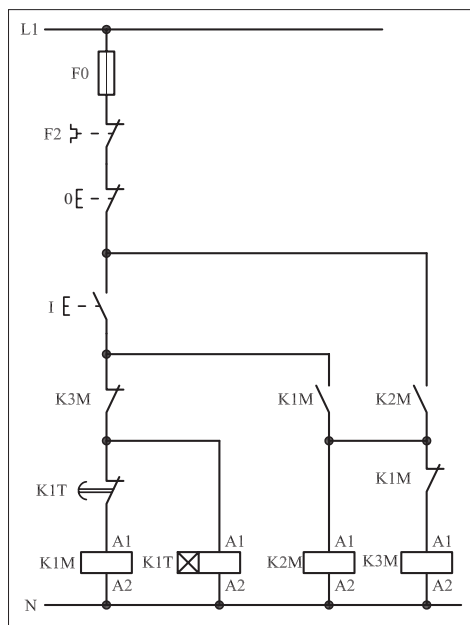 L1
F0
F2
0
I
K3M K1M K2M
K1T K1M
A1 A1 A1 A1
K1M K1T K2M K3M
A2 A2 A2 A2
N